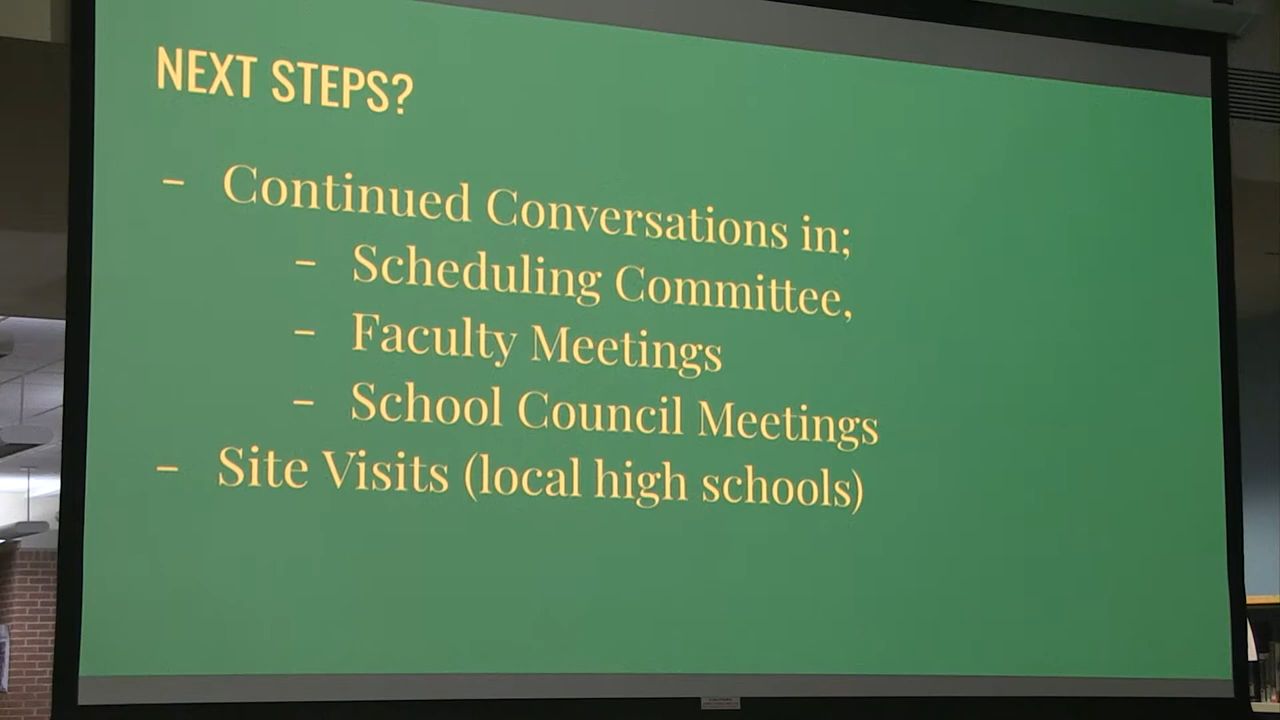 NEXT STEPS?
- Continued Conversations in;
- Scheduling Committee,
- Faculty Meetings
- School Council Meetings
- Site Visits (local high schools)